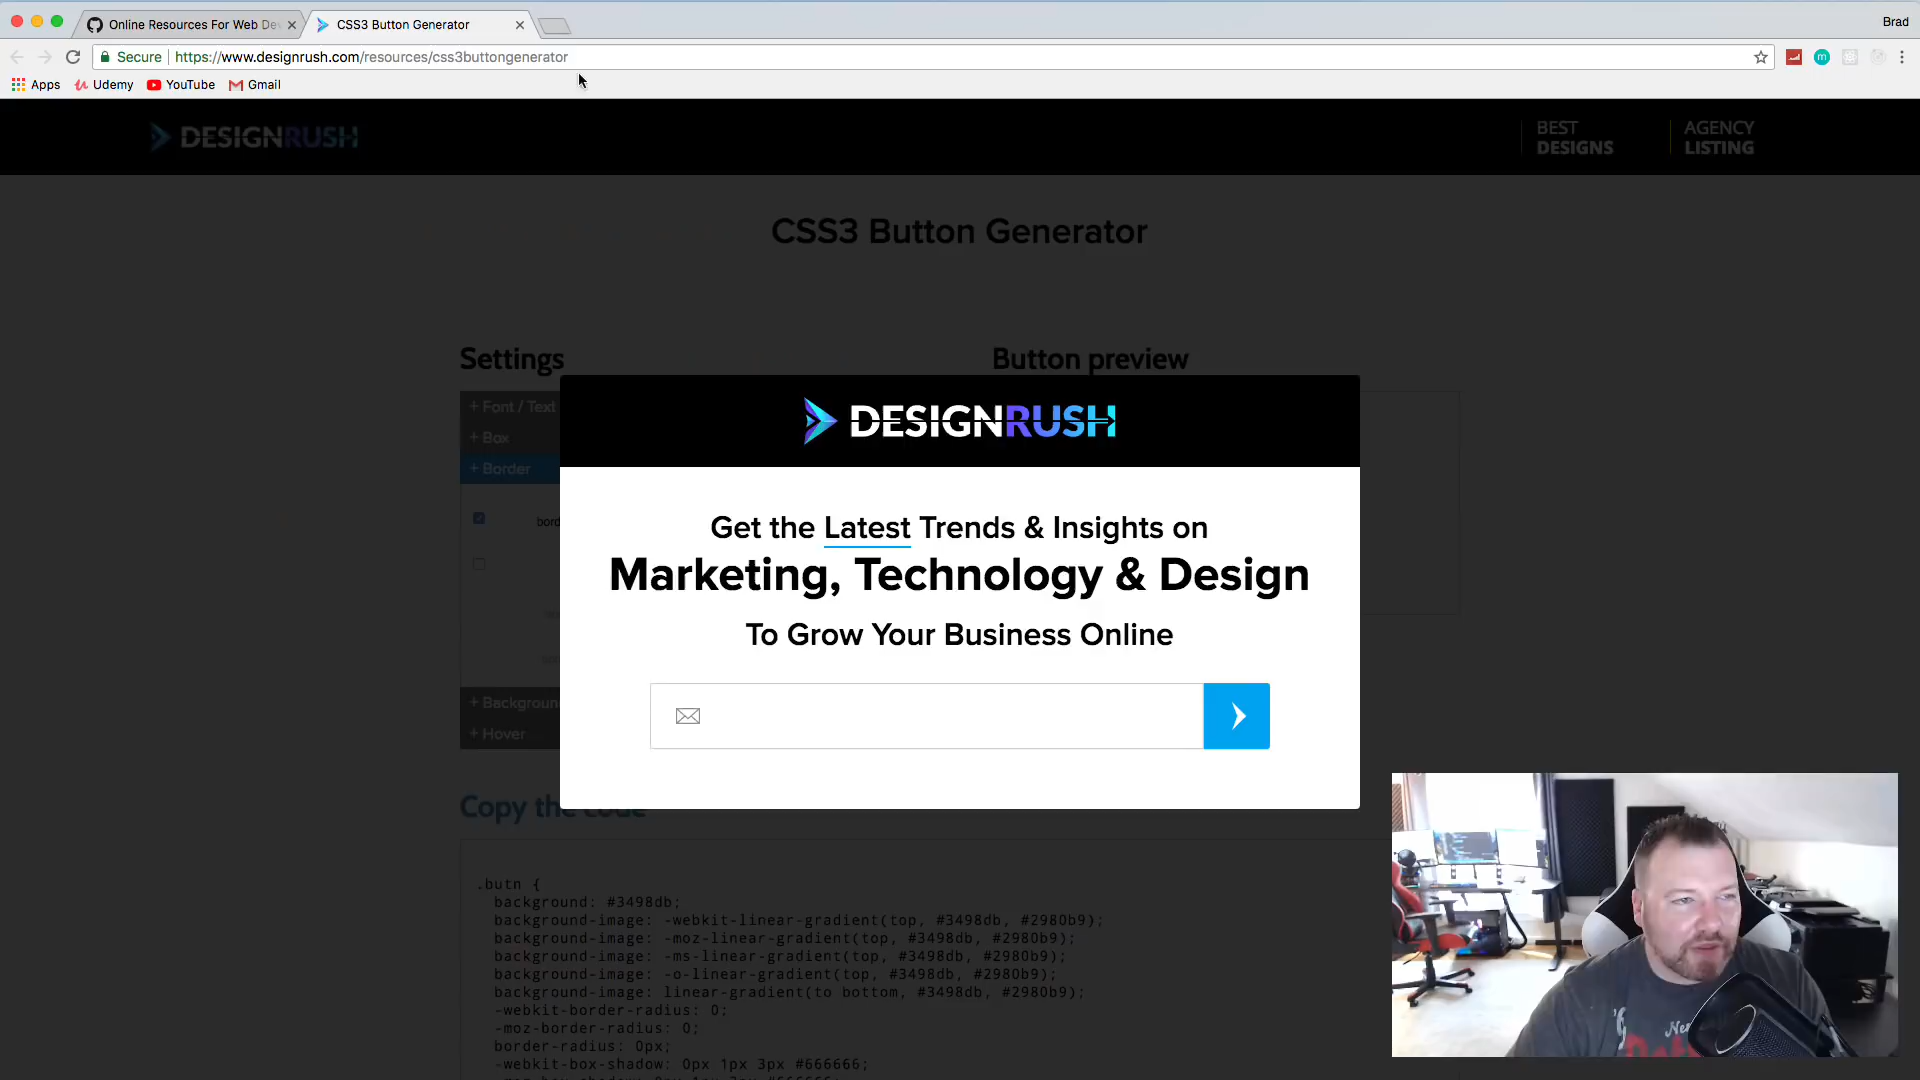 Online Resources For Web De
CSS3 Button Generator
Brad
Secure
https://www.designrush.com/resources/css3buttongenerator
m
Apps
Udemy
YouTube
Gmail
DESIGNRUSH
BEST
DESIGNS
AGENCY
LISTING
CSS3 Button Generator
Settings
Button preview
+ Font / Text
+ Box
+ Border
bord
DESIGNRUSH
Get the Latest Trends & Insights on
Marketing, Technology & Design
To Grow Your Business Online
+ Backgroun
+ Hover
Copy the code
.butn {
background: #3498db;
background-image: -webkit-linear-gradient(top, #3498db, #2980b9);
background-image: -moz-linear-gradient(top, #3498db, #2980b9);
background-image: -ms-linear-gradient(top, #3498db, #2980b9);
background-image: -o-linear-gradient(top, #3498db, #2980b9);
background-image: linear-gradient(to bottom, #3498db, #2980b9);
-webkit-border-radius: 0;
-moz-border-radius: 0;
border-radius: 0px;
-webkit-box-shadow: 0px 1px 3px #666666;